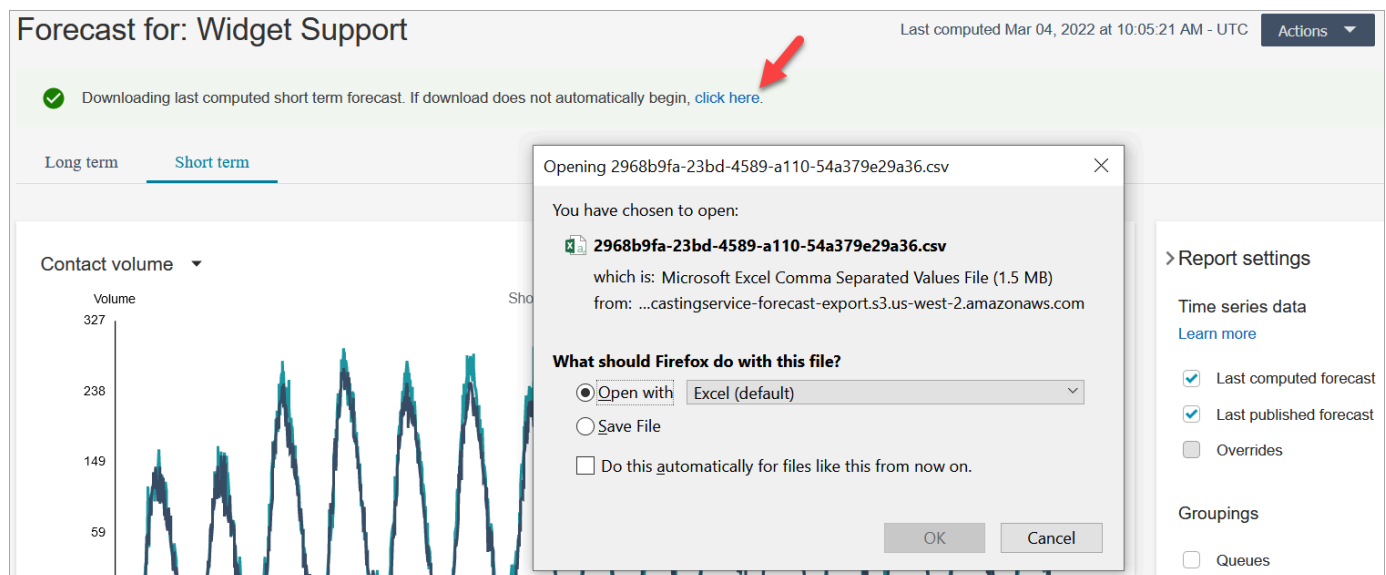 Forecast for: Widget Support
Last computed Mar 04, 2022 at 10:05:21 AM - UTC
Actions
Downloading last computed short term forecast. If download does not automatically begin, click here.
Long term
Short term
Contact volume
Volume
Sho
327
238
149
59
Opening 2968b9fa-23bd-4589-a110-54a379e29a36.csv
You have chosen to open:
2968b9fa-23bd-4589-a110-54a379e29a36.csv
which is: Microsoft Excel Comma Separated Values File (1.5 MB)
from: ...castingservice-forecast-export.s3.us-west-2.amazonaws.com
What should Firefox do with this file?
Open with
Excel (default)
Save File
Do this automatically for files like this from now on.
OK
Cancel
Report settings
Time series data
Learn more
Last computed forecast
Last published forecast
Overrides
Groupings
Queues